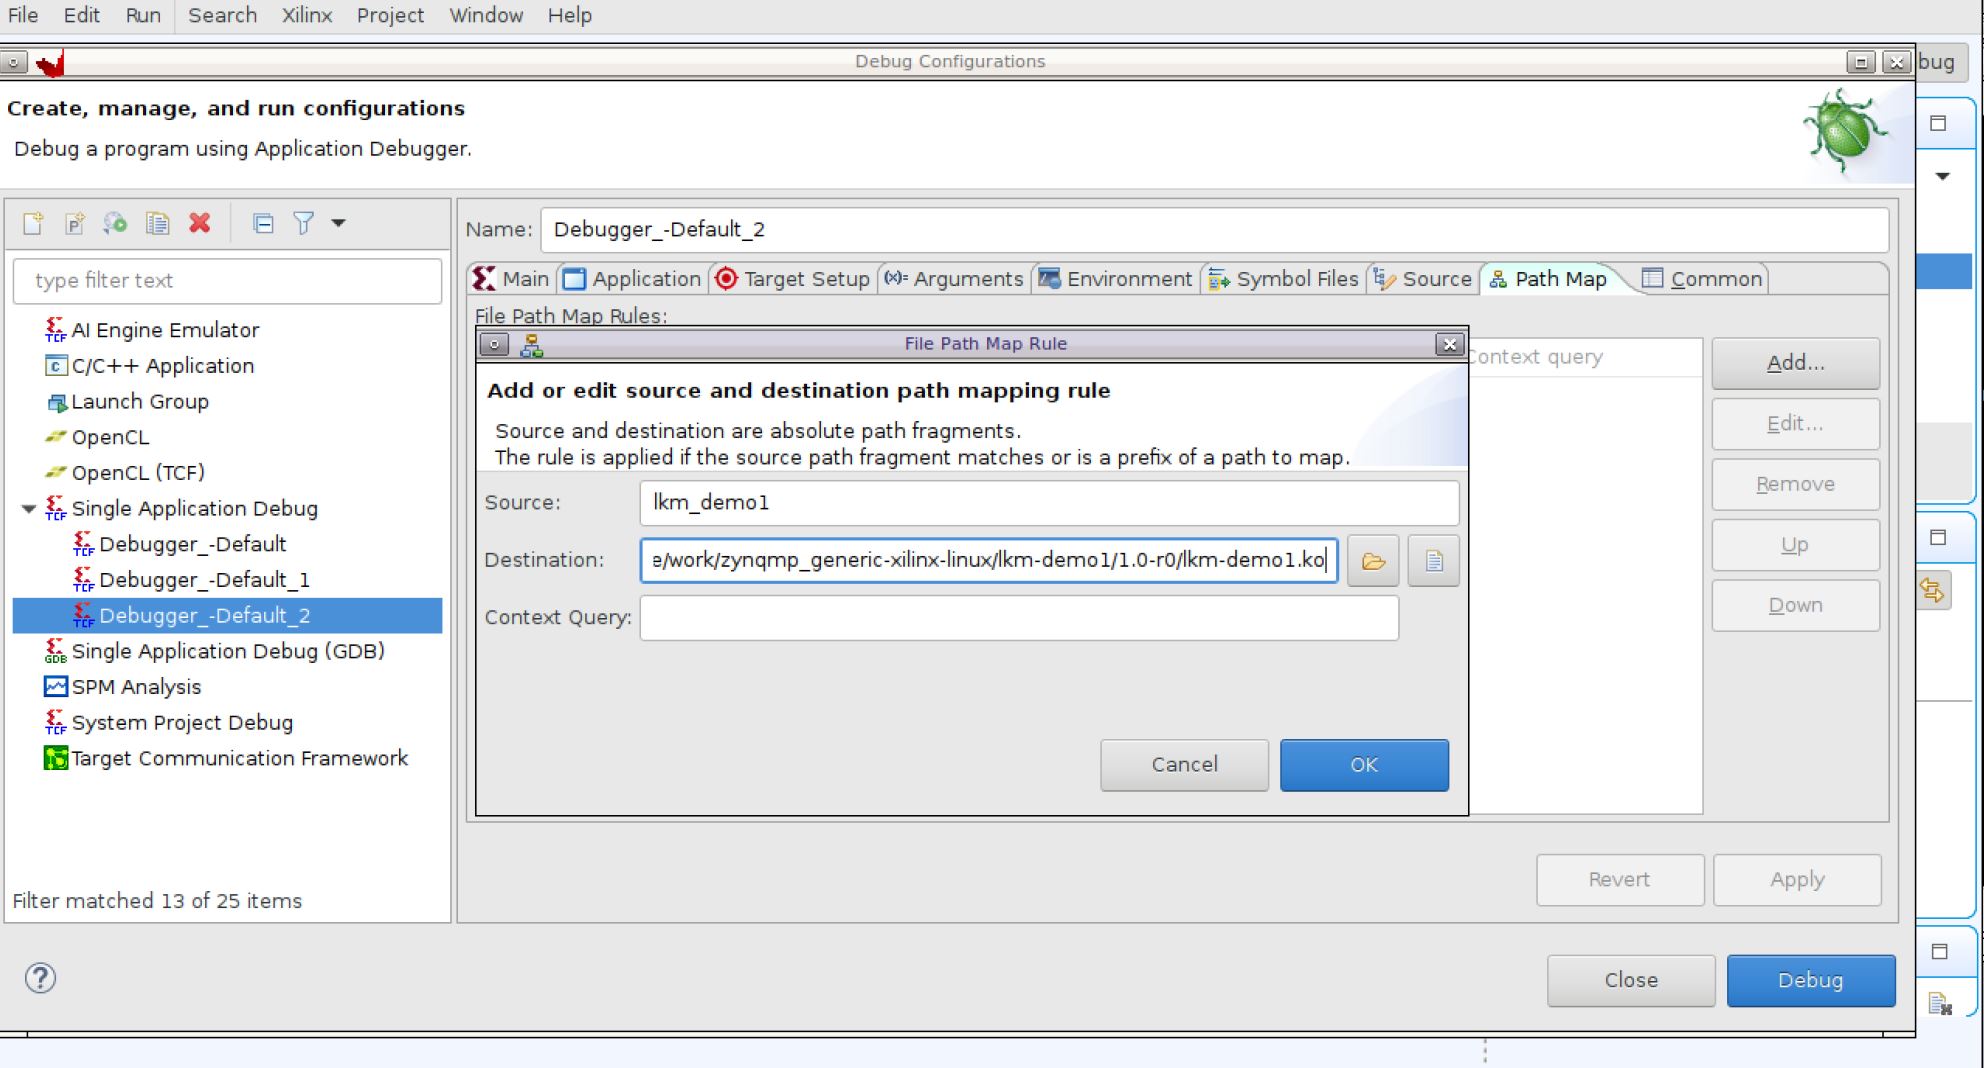 File Edit Run Search Xilinx Project Window Help
Debug Configurations
bug
Create, manage, and run configurations
Debug a program using Application Debugger.
Name: Debugger_-Default_2
type filter text
Main Application Target Setup Arguments Environment Symbol Files Source Path Map Common
File Path Map Rules:
AI Engine Emulator
C/C++ Application
Launch Group
OpenCL
OpenCL (TCF)
Single Application Debug
Debugger_-Default
Debugger_-Default_1
Debugger_-Default_2
Single Application Debug (GDB)
SPM Analysis
System Project Debug
Target Communication Framework
Filter matched 13 of 25 items
File Path Map Rule
Add or edit source and destination path mapping rule
Source and destination are absolute path fragments.
The rule is applied if the source path fragment matches or is a prefix of a path to map.
Source: lkm_demo1
Destination: e/work/zynqmp_generic-xilinx-linux/lkm-demo1/1.0-r0/lkm-demo1.ko
Context Query:
Cancel OK
Context query
Add...
Edit...
Remove
Up
Down
Revert Apply
Close Debug